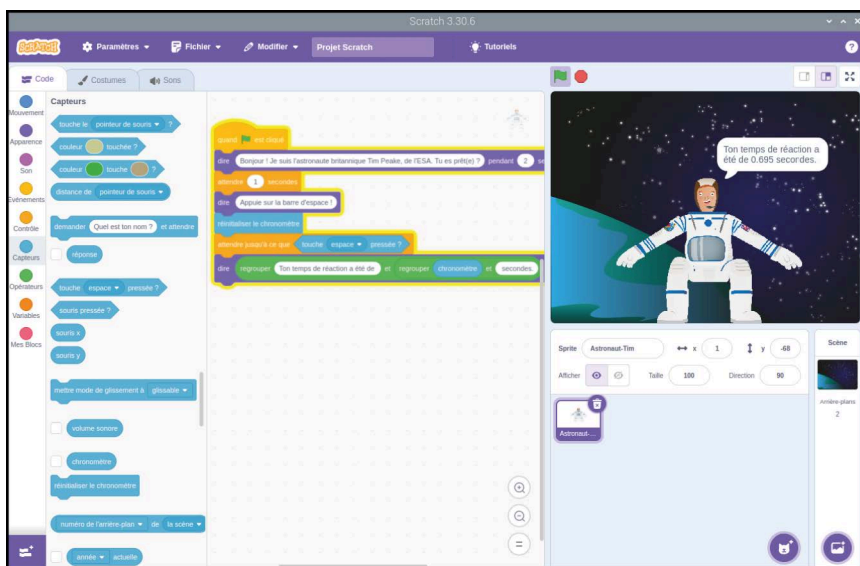 Scratch 3.30.6
SCRATCH
Paramètres
Fichier
Modifier
Projet Scratch
Tutoriels
?
Code
Costumes
Sons
Mouvement
Apparence
Son
Événements
Contrôle
Capteurs
Opérateurs
Variables
Mes Blocs
Capteurs
touche le pointeur de souris ?
couleur touchée ?
couleur touche ?
distance de pointeur de souris
demander Quel est ton nom ? et attendre
réponse
touche espace pressée ?
souris pressée ?
souris x
souris y
mettre mode de glissement à glissable
volume sonore
chronomètre
réinitialiser le chronomètre
numéro de l'arrière-plan de la scène
année actuelle
quand est cliqué
dire Bonjour ! Je suis l'astronaute britannique Tim Peake, de l'ESA. Tu es prêt(e) ? pendant 2 se
attendre 1 secondes
dire Appuie sur la barre d'espace !
réinitialiser le chronomètre
attendre jusqu'à ce que touche espace pressée ?
dire regrouper Ton temps de réaction a été de et regrouper chronomètre et secondes.
Ton temps de réaction a
été de 0.695 secondes.
Sprite Astronaut-Tim x 1 y -68
Afficher Taille 100 Direction 90
Astronaut-...
Scène
Arrière-plans
2